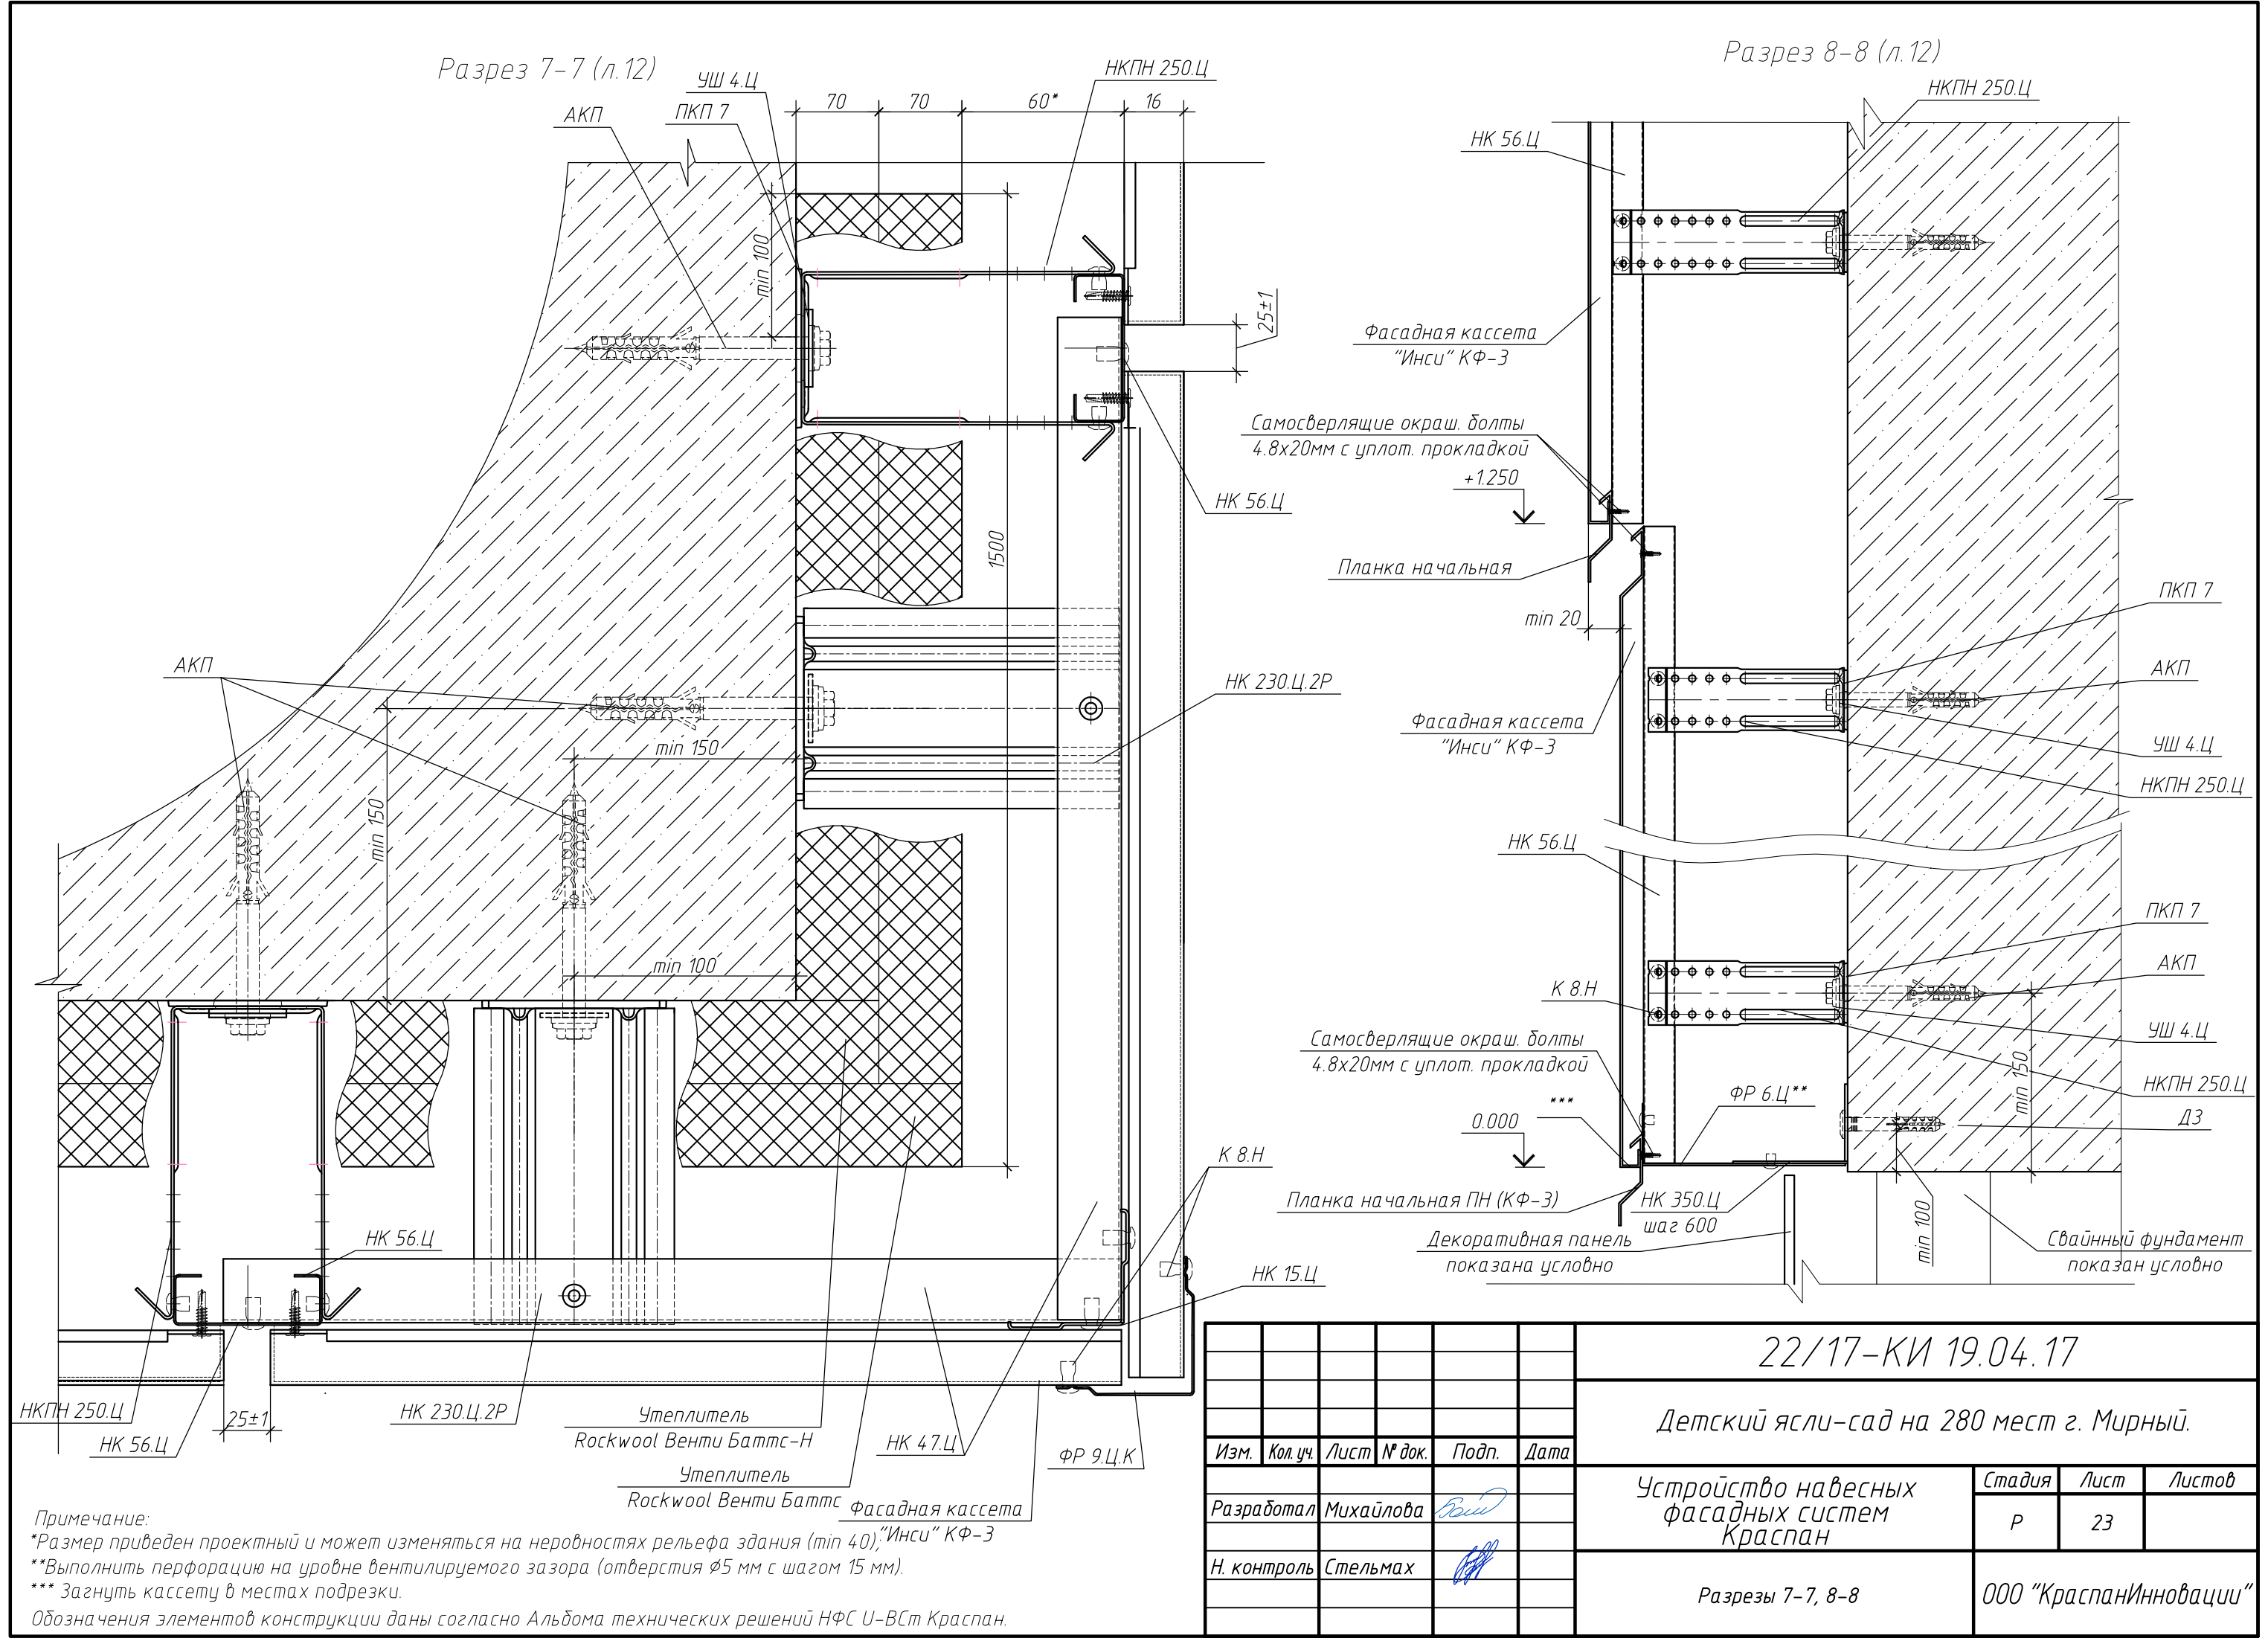 Разрез 7-7 (л.12)
УШ 4.Ц
ПКП 7
АКП
НКПН 250.Ц
70
70
60*
16
min 100
1500
25±1
НК 56.Ц
АКП
min 150
min 150
НК 230.Ц.2Р
min 100
НК 56.Ц
К 8.Н
НК 15.Ц
НКПН 250.Ц
25±1
НК 56.Ц
НК 230.Ц.2Р
Утеплитель
Rockwool Венти Баттс-Н
НК 47.Ц
ФР 9.Ц.К
Утеплитель
Rockwool Венти Баттс
Фасадная кассета
"Инси" КФ-3
Разрез 8-8 (л.12)
НКПН 250.Ц
НК 56.Ц
Фасадная кассета
"Инси" КФ-3
Самосверлящие окраш. болты
4.8х20мм с уплот. прокладкой
+1.250
Планка начальная
min 20
ПКП 7
АКП
УШ 4.Ц
НКПН 250.Ц
Фасадная кассета
"Инси" КФ-3
НК 56.Ц
ПКП 7
АКП
К 8.Н
УШ 4.Ц
Самосверлящие окраш. болты
4.8х20мм с уплот. прокладкой
min 150
НКПН 250.Ц
ФР 6.Ц**
***
Д3
0.000
Планка начальная ПН (КФ-3)
НК 350.Ц
шаг 600
min 100
Декоративная панель
показана условно
Свайнный фундамент
показан условно
Примечание:
*Размер приведен проектный и может изменяться на неровностях рельефа здания (min 40);
**Выполнить перфорацию на уровне вентилируемого зазора (отверстия Ø5 мм с шагом 15 мм).
*** Загнуть кассету в местах подрезки.
Обозначения элементов конструкции даны согласно Альбома технических решений НФС U-ВСт Краспан.
22/17-КИ 19.04.17
Детский ясли-сад на 280 мест г. Мирный.
Изм. Кол. уч. Лист № док. Подп. Дата
Устройство навесных
фасадных систем
Краспан
Стадия Лист Листов
Р 23
Разработал Михайлова
Н. контроль Стельмах
Разрезы 7-7, 8-8
ООО "КраспанИнновации"